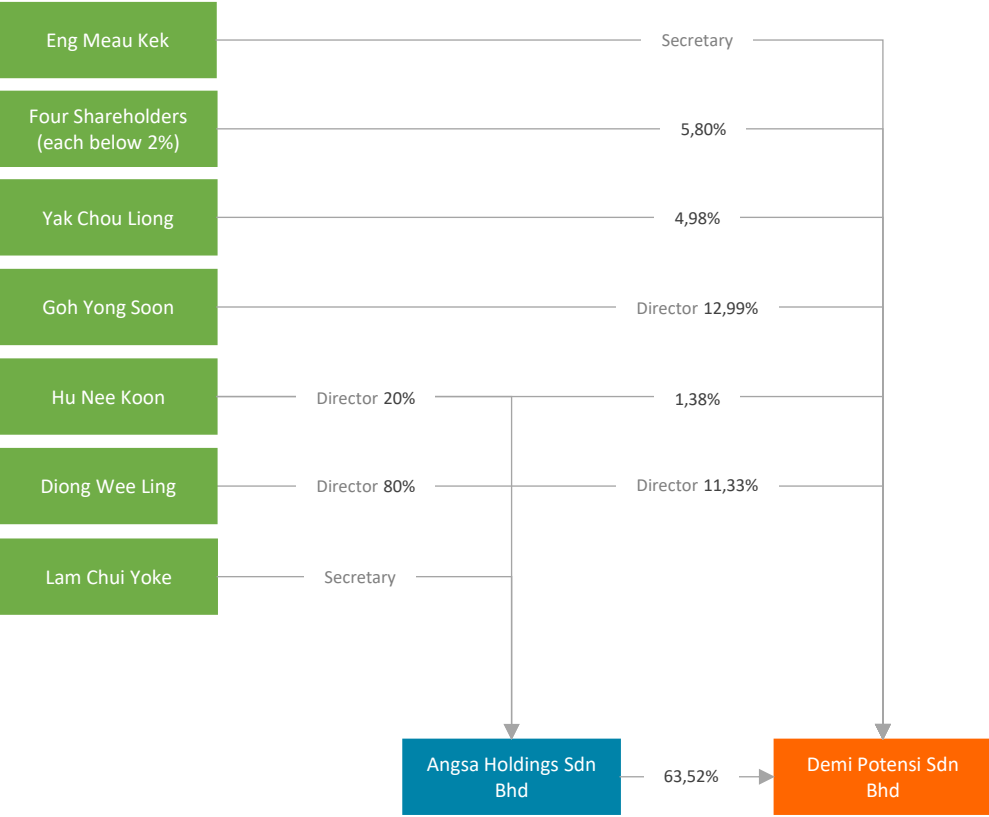 Eng Meau Kek
Secretary
Four Shareholders
(each below 2%)
5,80%
Yak Chou Liong
4,98%
Goh Yong Soon
Director 12,99%
Hu Nee Koon
Director 20%
1,38%
Diong Wee Ling
Director 80%
Director 11,33%
Lam Chui Yoke
Secretary
Angsa Holdings Sdn
Bhd
63,52%
Demi Potensi Sdn
Bhd